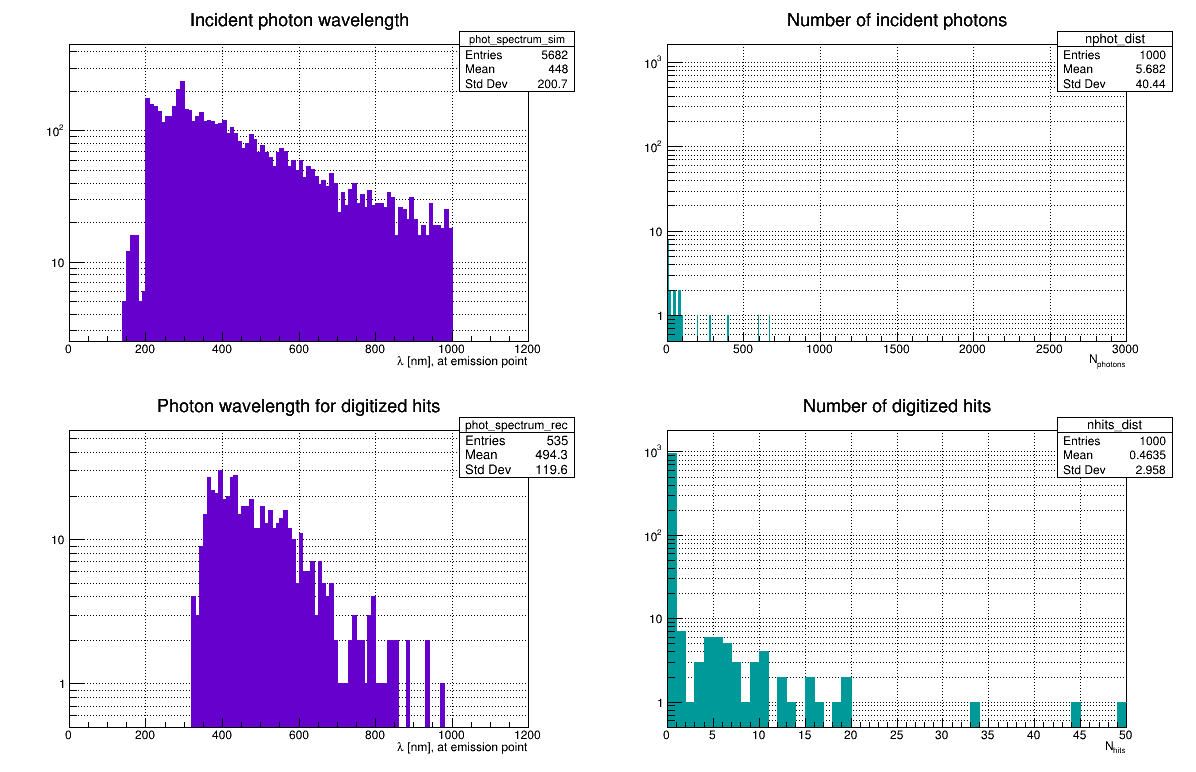 Incident photon wavelength
phot_spectrum_sim
Entries 5682
Mean 448
Std Dev 200.7
10²
10
0 200 400 600 800 1000 1200
λ [nm], at emission point
Number of incident photons
nphot_dist
Entries 1000
Mean 5.682
Std Dev 40.44
10³
10²
10
1
0 500 1000 1500 2000 2500 3000
N_photons
Photon wavelength for digitized hits
phot_spectrum_rec
Entries 535
Mean 494.3
Std Dev 119.6
10
1
0 200 400 600 800 1000 1200
λ [nm], at emission point
Number of digitized hits
nhits_dist
Entries 1000
Mean 0.4635
Std Dev 2.958
10³
10²
10
1
0 5 10 15 20 25 30 35 40 45 50
N_hits